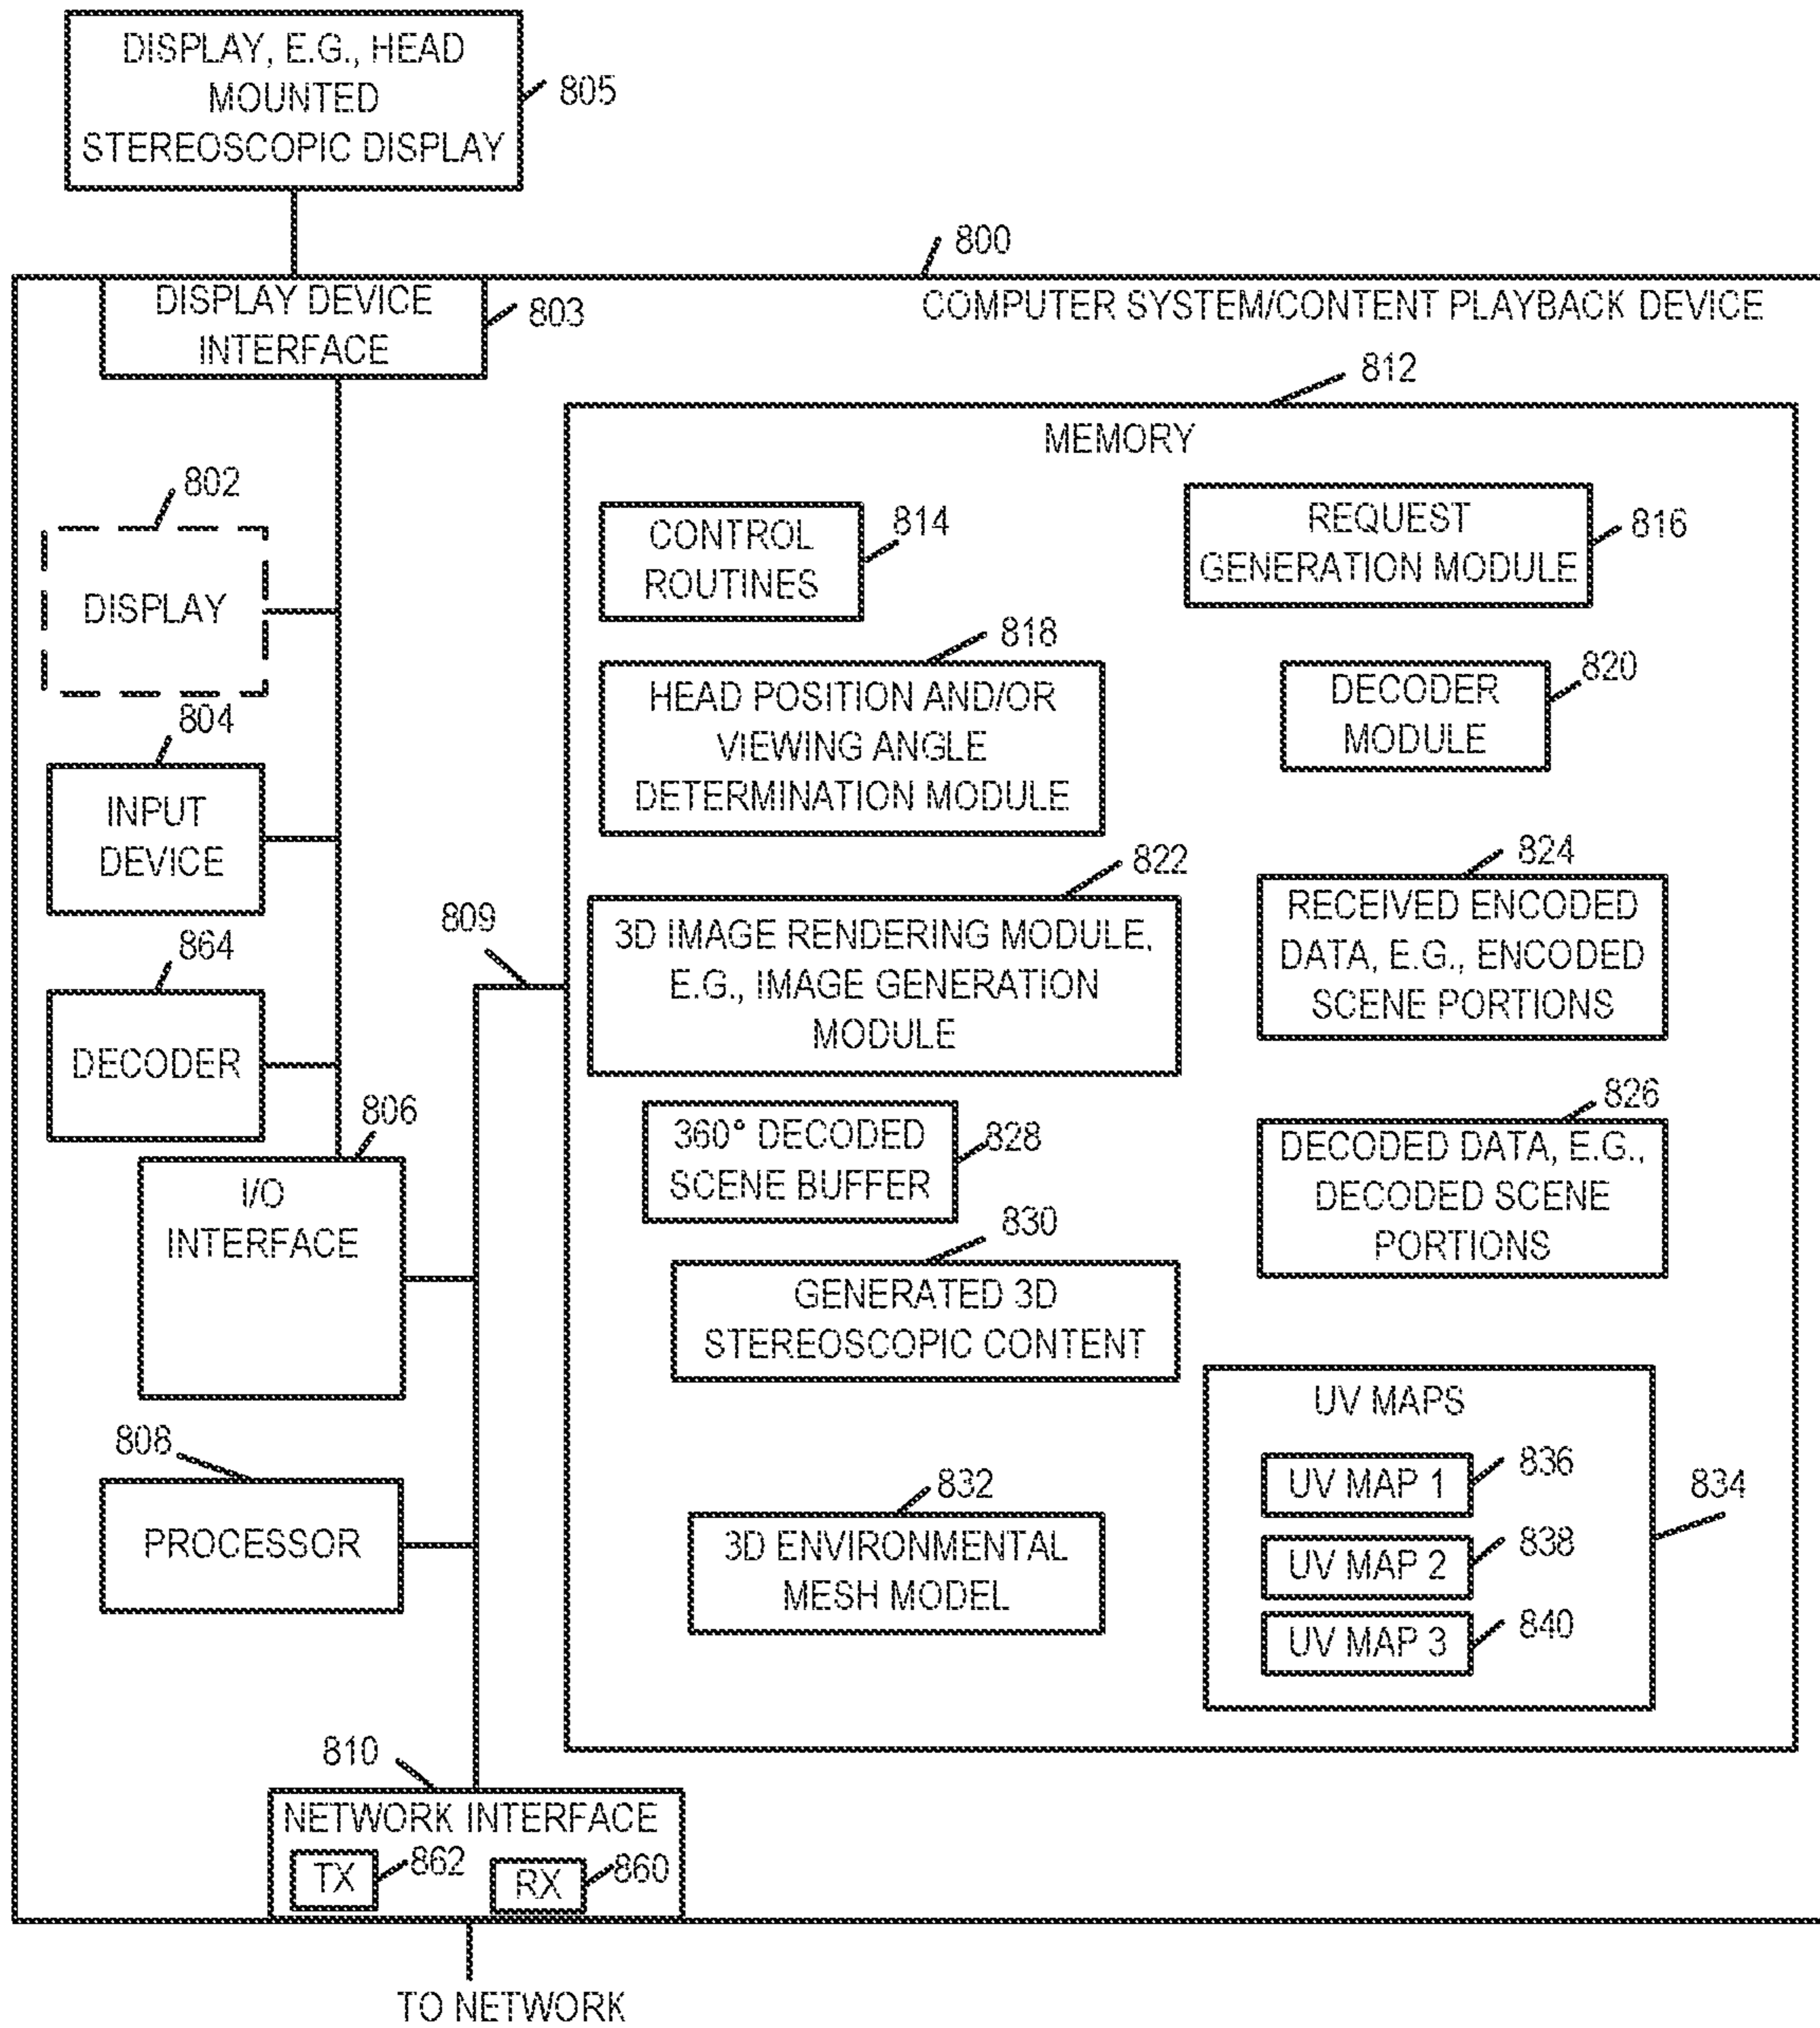 DISPLAY, E.G., HEAD
MOUNTED
STEREOSCOPIC DISPLAY
805
800
DISPLAY DEVICE
INTERFACE
803
COMPUTER SYSTEM/CONTENT PLAYBACK DEVICE
812
MEMORY
802
DISPLAY
804
INPUT
DEVICE
864
DECODER
806
I/O
INTERFACE
809
808
PROCESSOR
CONTROL
ROUTINES
814
REQUEST
GENERATION MODULE
816
818
HEAD POSITION AND/OR
VIEWING ANGLE
DETERMINATION MODULE
820
DECODER
MODULE
822
3D IMAGE RENDERING MODULE,
E.G., IMAGE GENERATION
MODULE
824
RECEIVED ENCODED
DATA, E.G., ENCODED
SCENE PORTIONS
360° DECODED
SCENE BUFFER
828
826
DECODED DATA, E.G.,
DECODED SCENE
PORTIONS
830
GENERATED 3D
STEREOSCOPIC CONTENT
832
3D ENVIRONMENTAL
MESH MODEL
UV MAPS
834
UV MAP 1
836
UV MAP 2
838
UV MAP 3
840
810
NETWORK INTERFACE
TX
862
RX
860
TO NETWORK